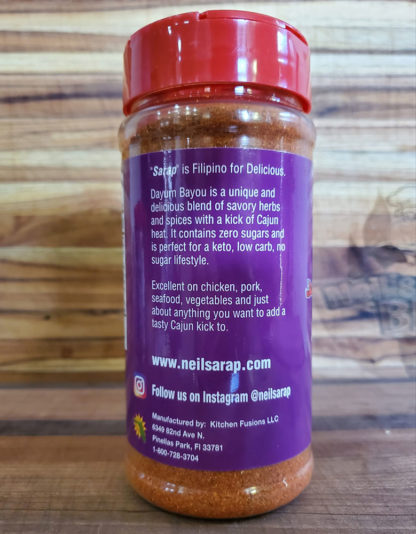 "Sarap" is Filipino for Delicious.
Dayum Bayou is a unique and
delicious blend of savory herbs
and spices with a kick of Cajun
heat. It contains zero sugars and
is perfect for a keto, low carb, no
sugar lifestyle.
Excellent on chicken, pork,
seafood, vegetables and just
about anything you want to add a
tasty Cajun kick to.
www.neilsarap.com
Follow us on Instagram @neilsarap
Manufactured by: Kitchen Fusions LLC
6349 82nd Ave N.
Pinellas Park, Fl 33781
1-800-728-3704